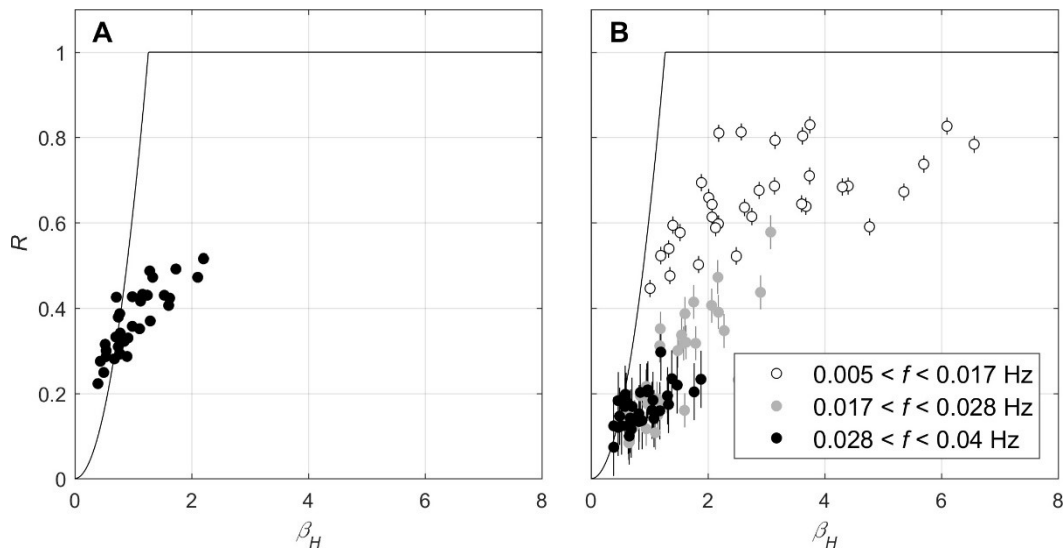 A
B
1
0.8
0.6
0.4
0.2
0
R
0 2 4 6 8
0 2 4 6 8
β_H
β_H
0.005 < f < 0.017 Hz
0.017 < f < 0.028 Hz
0.028 < f < 0.04 Hz